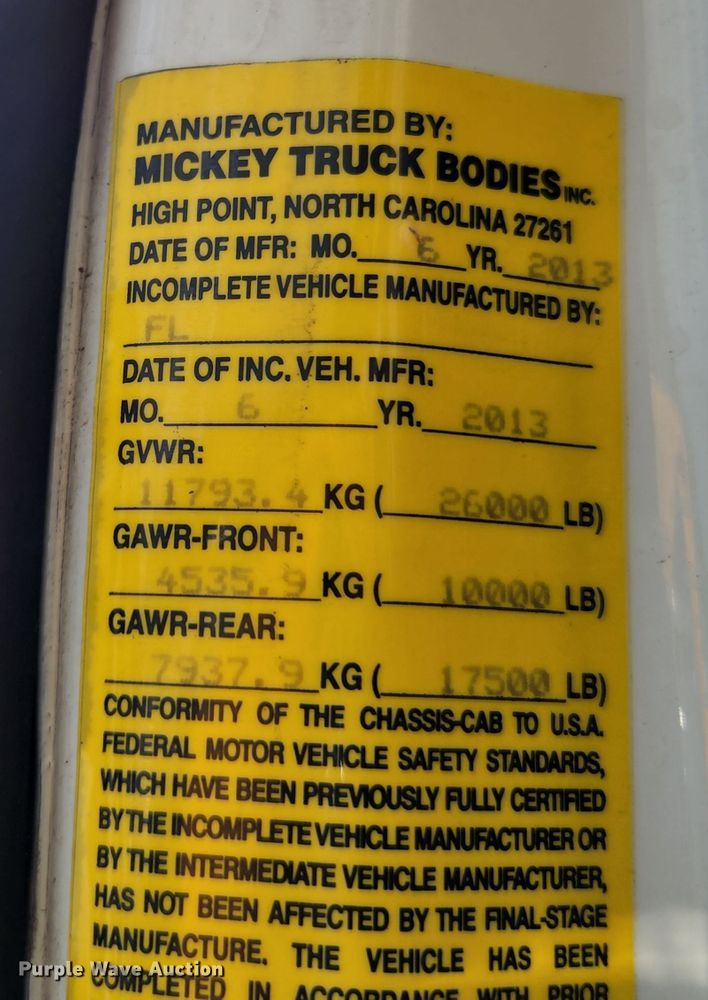 MANUFACTURED BY:
MICKEY TRUCK BODIES INC.
HIGH POINT, NORTH CAROLINA 27261
DATE OF MFR: MO. 6 YR. 2013
INCOMPLETE VEHICLE MANUFACTURED BY:
FL
DATE OF INC. VEH. MFR:
MO. 6 YR. 2013
GVWR:
11793.4 KG ( 26000 LB)
GAWR-FRONT:
4535.9 KG ( 10000 LB)
GAWR-REAR:
7937.9 KG ( 17500 LB)
CONFORMITY OF THE CHASSIS-CAB TO U.S.A.
FEDERAL MOTOR VEHICLE SAFETY STANDARDS,
WHICH HAVE BEEN PREVIOUSLY FULLY CERTIFIED
BY THE INCOMPLETE VEHICLE MANUFACTURER OR
BY THE INTERMEDIATE VEHICLE MANUFACTURER,
HAS NOT BEEN AFFECTED BY THE FINAL-STAGE
MANUFACTURE. THE VEHICLE HAS BEEN
COMPLETED IN ACCORDANCE WITH PRIOR
Purple Wave Auction